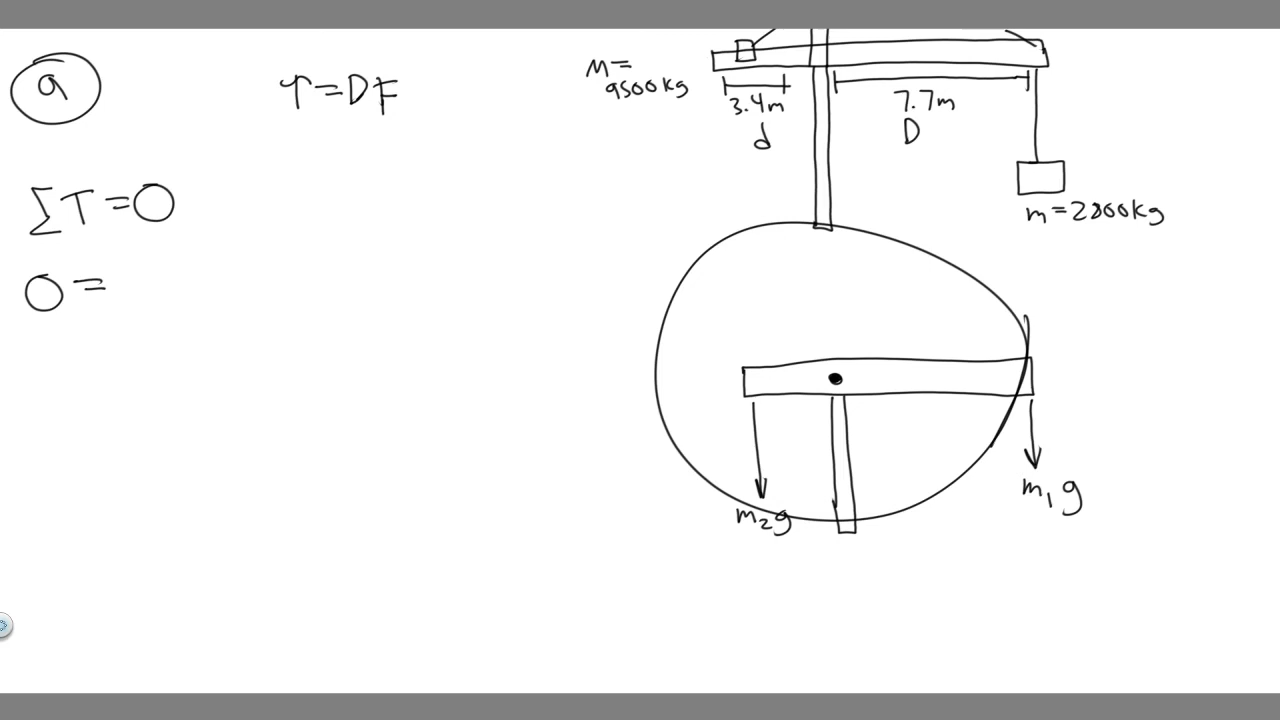 a
τ=DF
M=
9500kg
3.4m
d
7.7m
D
m=2800kg
ΣT=0
0=
m₂g
m₁g